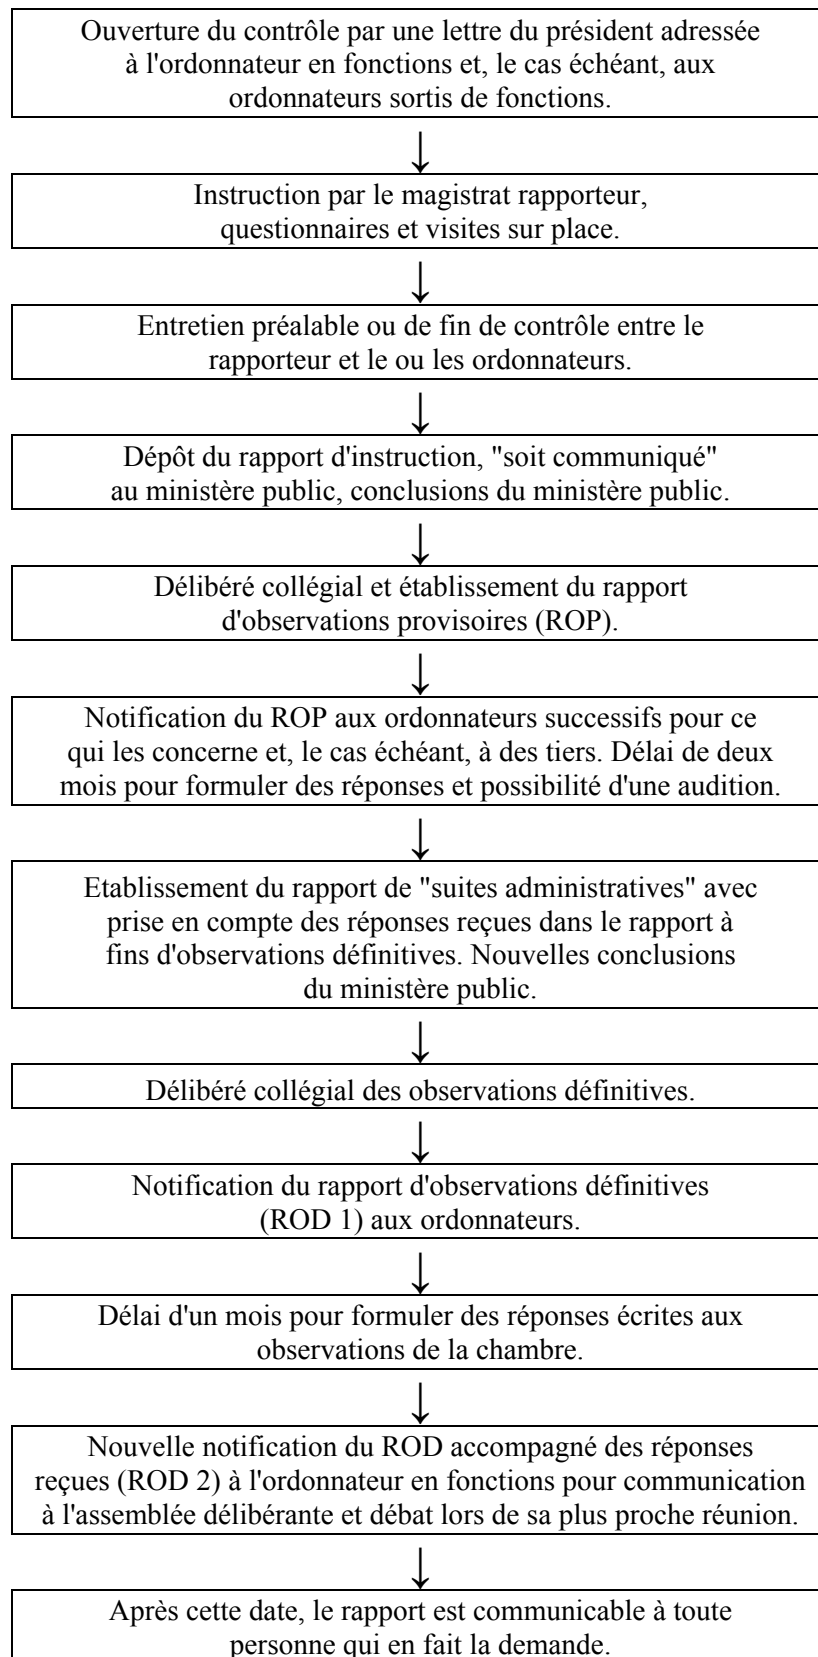 Ouverture du contrôle par une lettre du président adressée
à l'ordonnateur en fonctions et, le cas échéant, aux
ordonnateurs sortis de fonctions.
↓
Instruction par le magistrat rapporteur,
questionnaires et visites sur place.
↓
Entretien préalable ou de fin de contrôle entre le
rapporteur et le ou les ordonnateurs.
↓
Dépôt du rapport d'instruction, "soit communiqué"
au ministère public, conclusions du ministère public.
↓
Délibéré collégial et établissement du rapport
d'observations provisoires (ROP).
↓
Notification du ROP aux ordonnateurs successifs pour ce
qui les concerne et, le cas échéant, à des tiers. Délai de deux
mois pour formuler des réponses et possibilité d'une audition.
↓
Etablissement du rapport de "suites administratives" avec
prise en compte des réponses reçues dans le rapport à
fins d'observations définitives. Nouvelles conclusions
du ministère public.
↓
Délibéré collégial des observations définitives.
↓
Notification du rapport d'observations définitives
(ROD 1) aux ordonnateurs.
↓
Délai d'un mois pour formuler des réponses écrites aux
observations de la chambre.
↓
Nouvelle notification du ROD accompagné des réponses
reçues (ROD 2) à l'ordonnateur en fonctions pour communication
à l'assemblée délibérante et débat lors de sa plus proche réunion.
↓
Après cette date, le rapport est communicable à toute
personne qui en fait la demande.